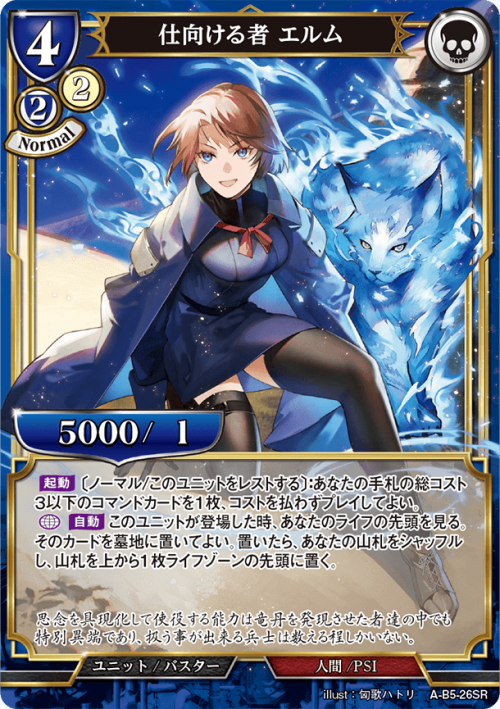 4
仕向ける者 エルム
2
2
Normal
5000/ 1
起動 〔ノーマル/このユニットをレストする〕:あなたの手札の総コスト
3以下のコマンドカードを1枚、コストを払わずプレイしてよい。
自動 このユニットが登場した時、あなたのライフの先頭を見る。
そのカードを墓地に置いてよい。置いたら、あなたの山札をシャッフル
し、山札を上から1枚ライフゾーンの先頭に置く。
思念を具現化して使役する能力は竜昇を発現させた者達の中でも
特別異端であり、扱う事が出来る兵士は数える程しかいない。
ユニット / バスター
人間 /PSI
illust : 匈歌ハトリ A-B5-26SR